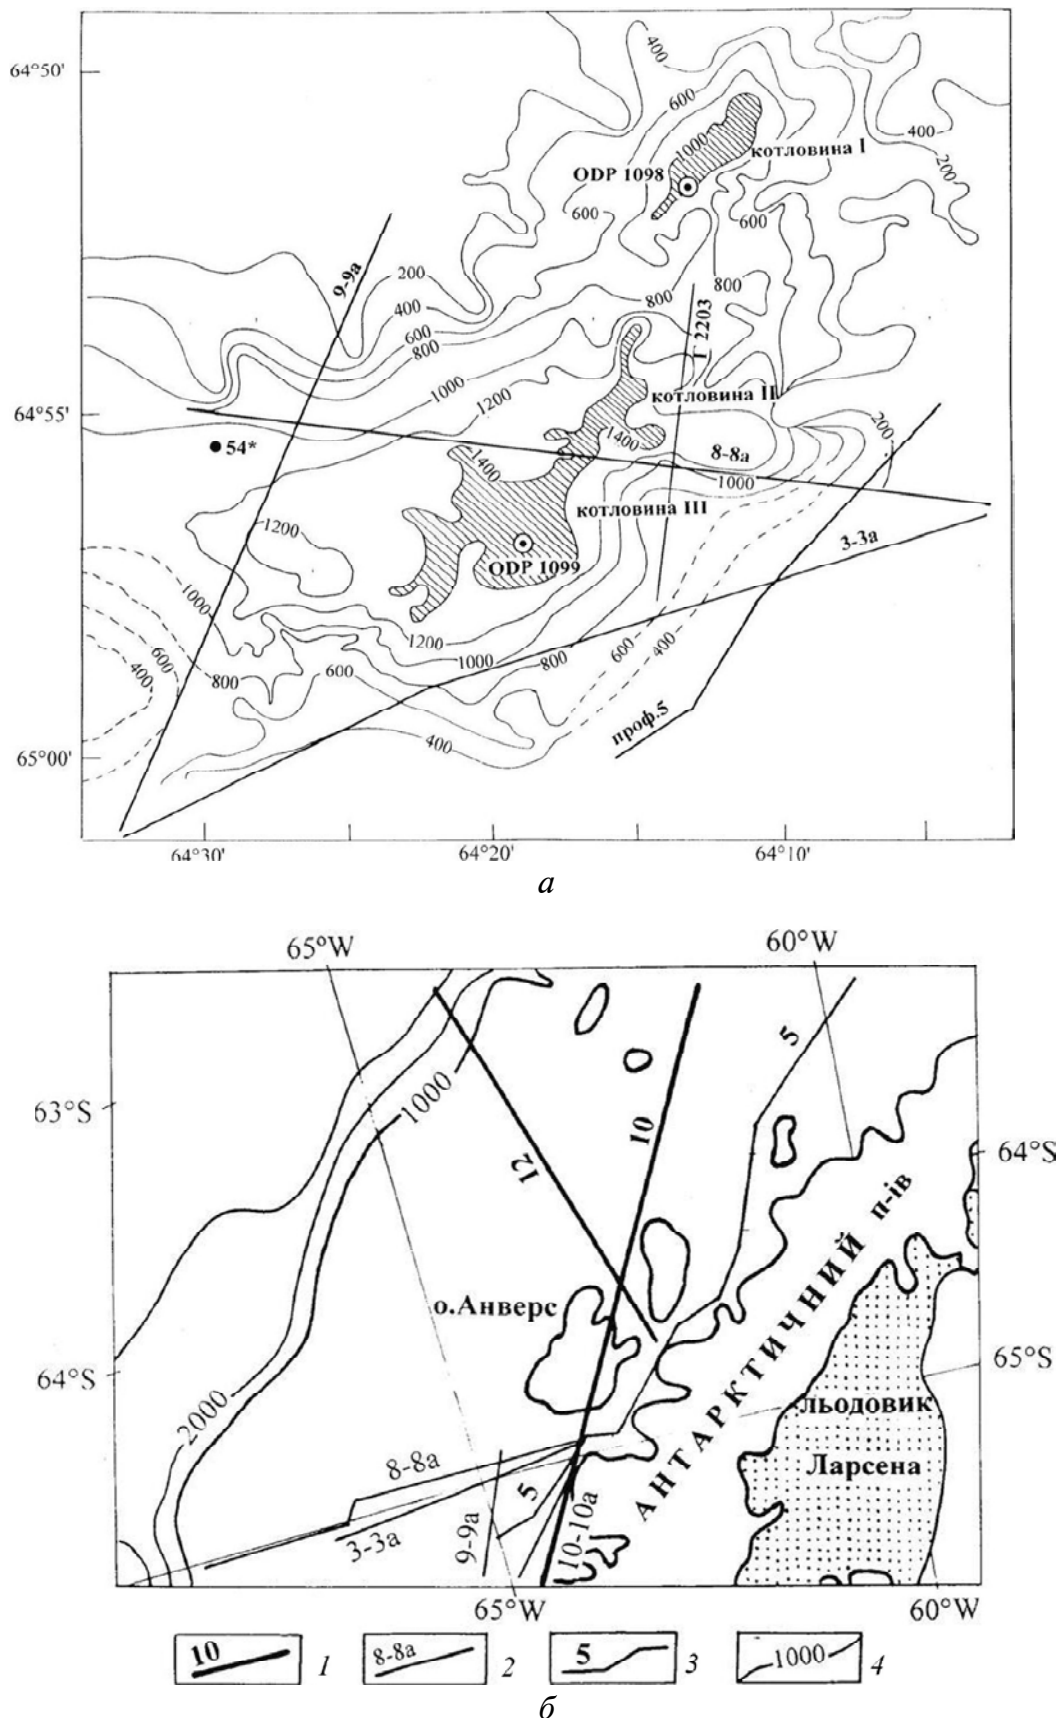 64°50'
400
600
400
1000
котловина I
ODP 1098
200
600
600
9-9а
200
800
800
400
Г 2203
600
800
1000
котловина II
1200
64°55'
200
1400
54*
8-8а
1400
1000
котловина III
1200
3-3а
ODP 1099
1000
1200
600
600
1000
800
400
400
800
600
проф.5
400
65°00'
64°30'
64°20'
64°10'
а
65°W
60°W
5
1000
63°S
10
64°S
12
АНТАРКТИЧНИЙ п-ів
о.Анверс
65°S
64°S
2000
льодовик
Ларсена
8-8а
5
3-3а
9-9а
10-10а
65°W
60°W
10
1
8-8а
2
5
3
1000
4
б